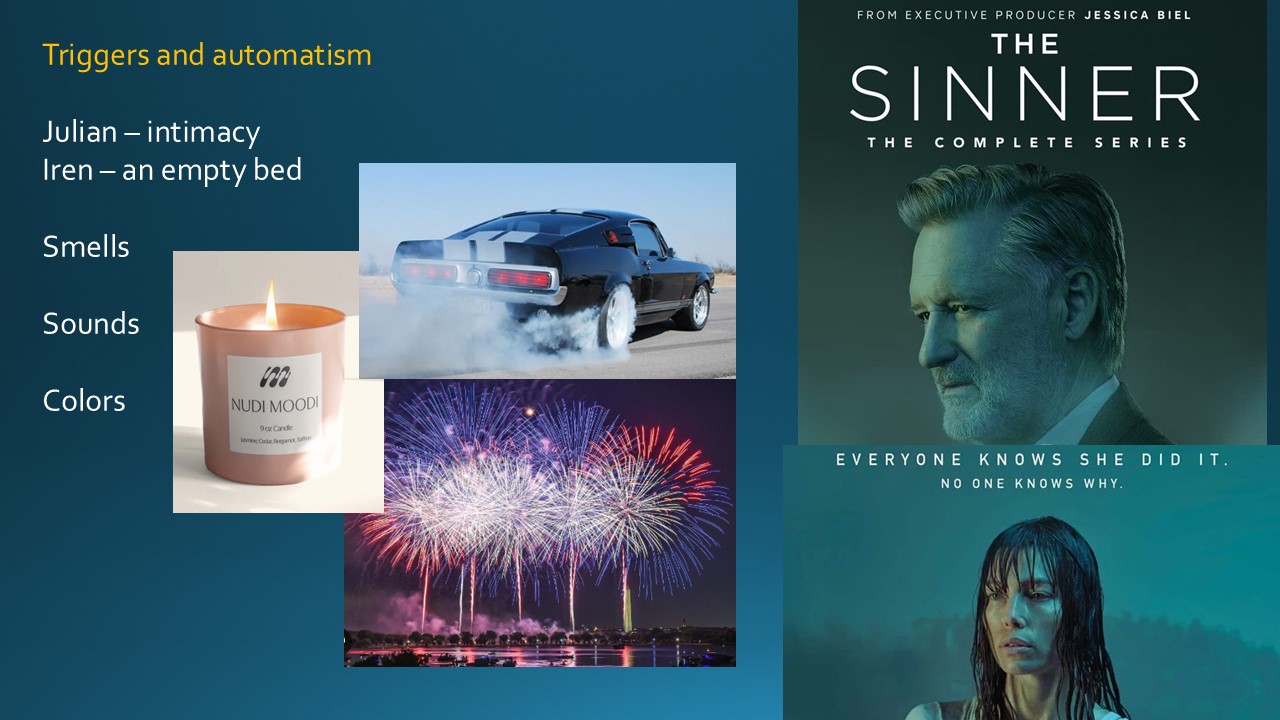 Triggers and automatism
Julian – intimacy
Iren – an empty bed
Smells
Sounds
Colors
NUDI MOODI
9 oz Candle
Jasmine, Cedar, Bergamot, Saffron
FROM EXECUTIVE PRODUCER JESSICA BIEL
THE
SINNER
THE COMPLETE SERIES
EVERYONE KNOWS SHE DID IT.
NO ONE KNOWS WHY.